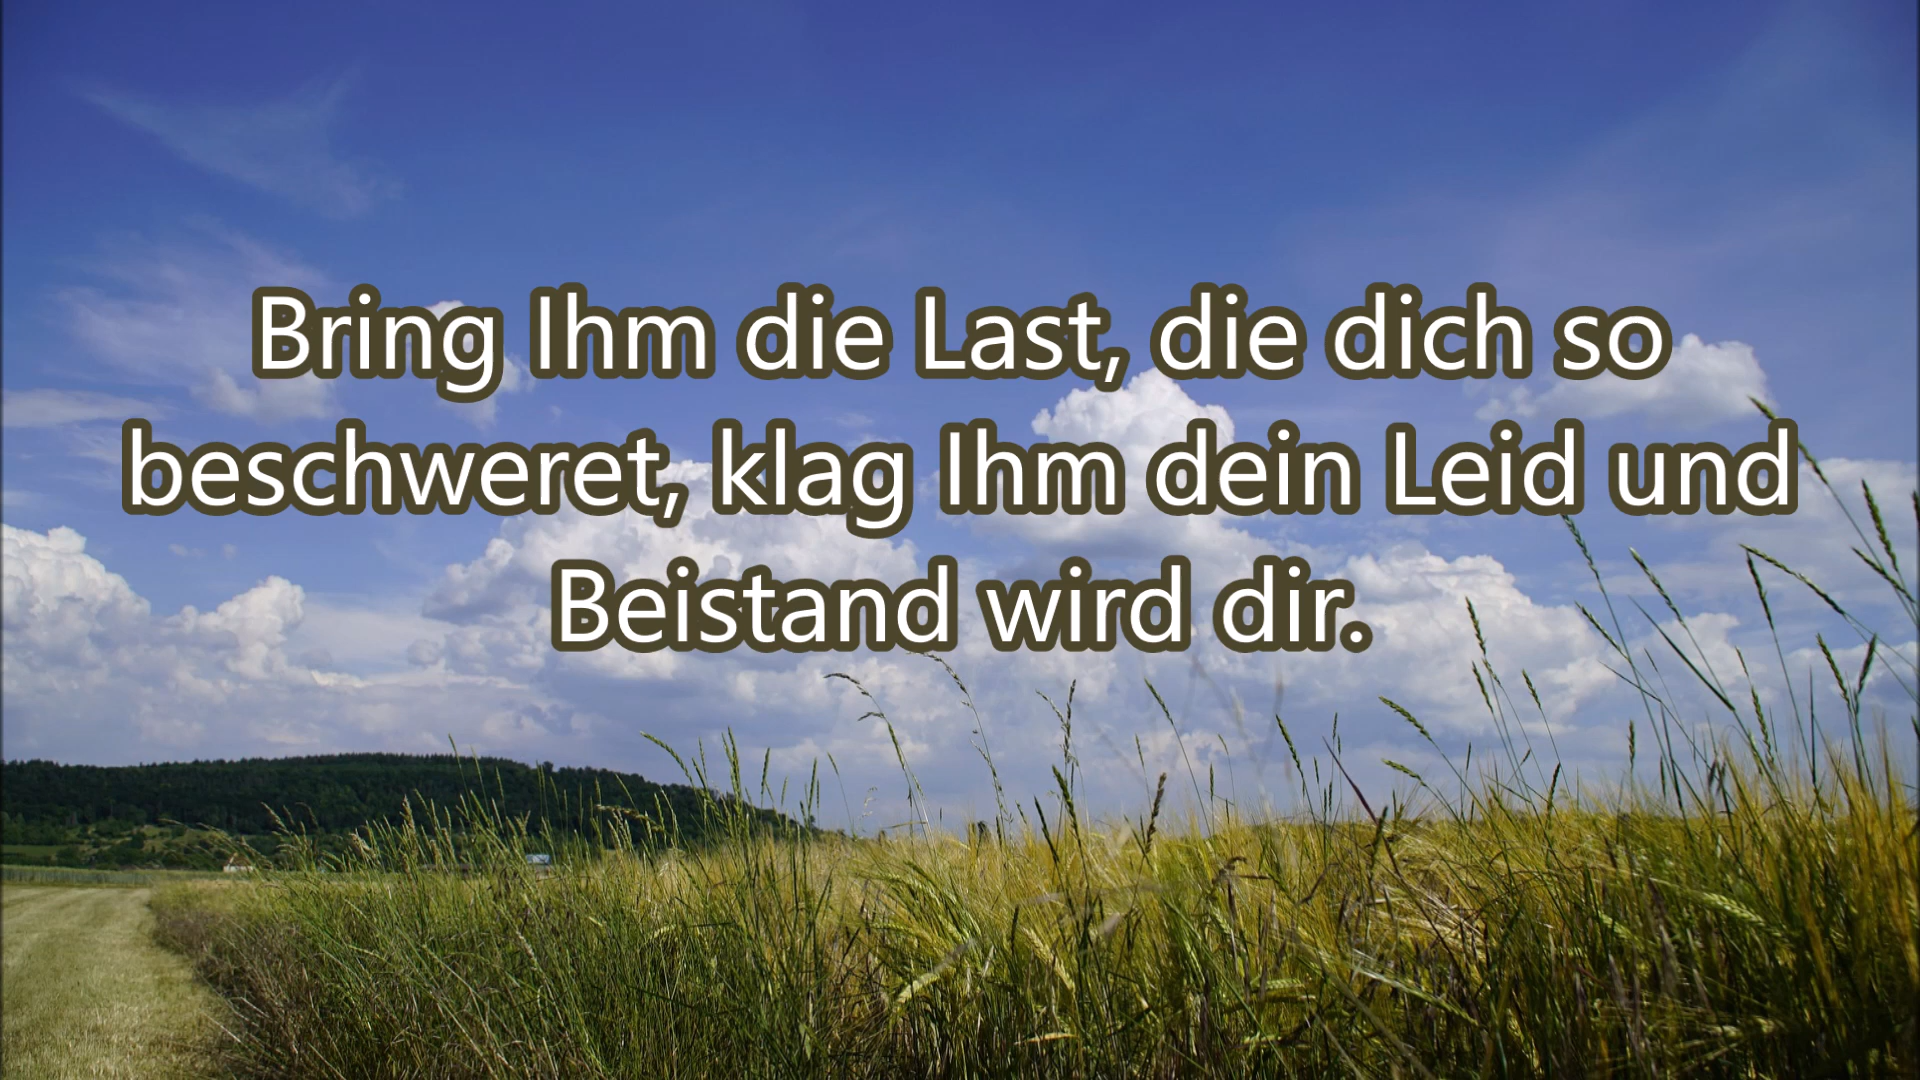 Bring Ihm die Last, die dich so
beschweret, klag Ihm dein Leid und
Beistand wird dir.